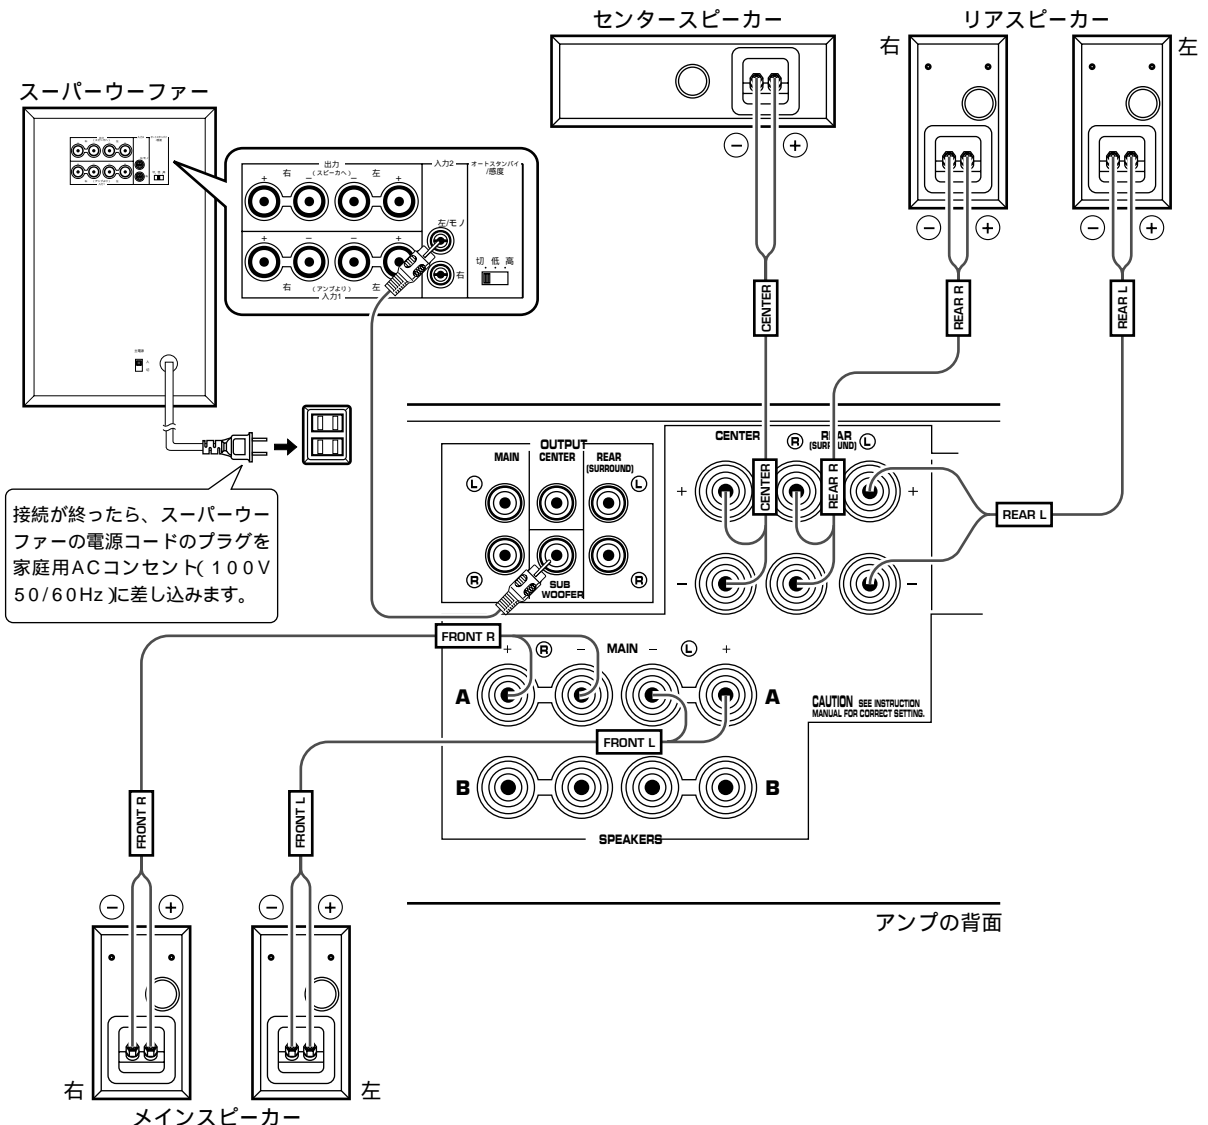 センタースピーカー
リアスピーカー
右
左
スーパーウーファー
出力
(スピーカへ)
右
左
+ − − +
入力2
オートスタンバイ
/感度
左/モノ
+ − − +
右
切 低 高
右
(アンプより)
左
入力1
− +
− +
− +
CENTER
REAR R
REAR L
接続が終ったら、スーパーウー
ファーの電源コードのプラグを
家庭用ACコンセント(100V
50/60Hz)に差し込みます。
OUTPUT
MAIN
CENTER
REAR
(SURROUND)
L
L
R
R
SUB
WOOFER
CENTER
R
REAR
(SURROUND)
L
+
+
CENTER
REAR R
REAR L
−
−
FRONT R
+ R − MAIN − L +
A
A
FRONT L
CAUTION SEE INSTRUCTION
MANUAL FOR CORRECT SETTING.
B
B
SPEAKERS
FRONT R
FRONT L
− +
− +
アンプの背面
右
左
メインスピーカー